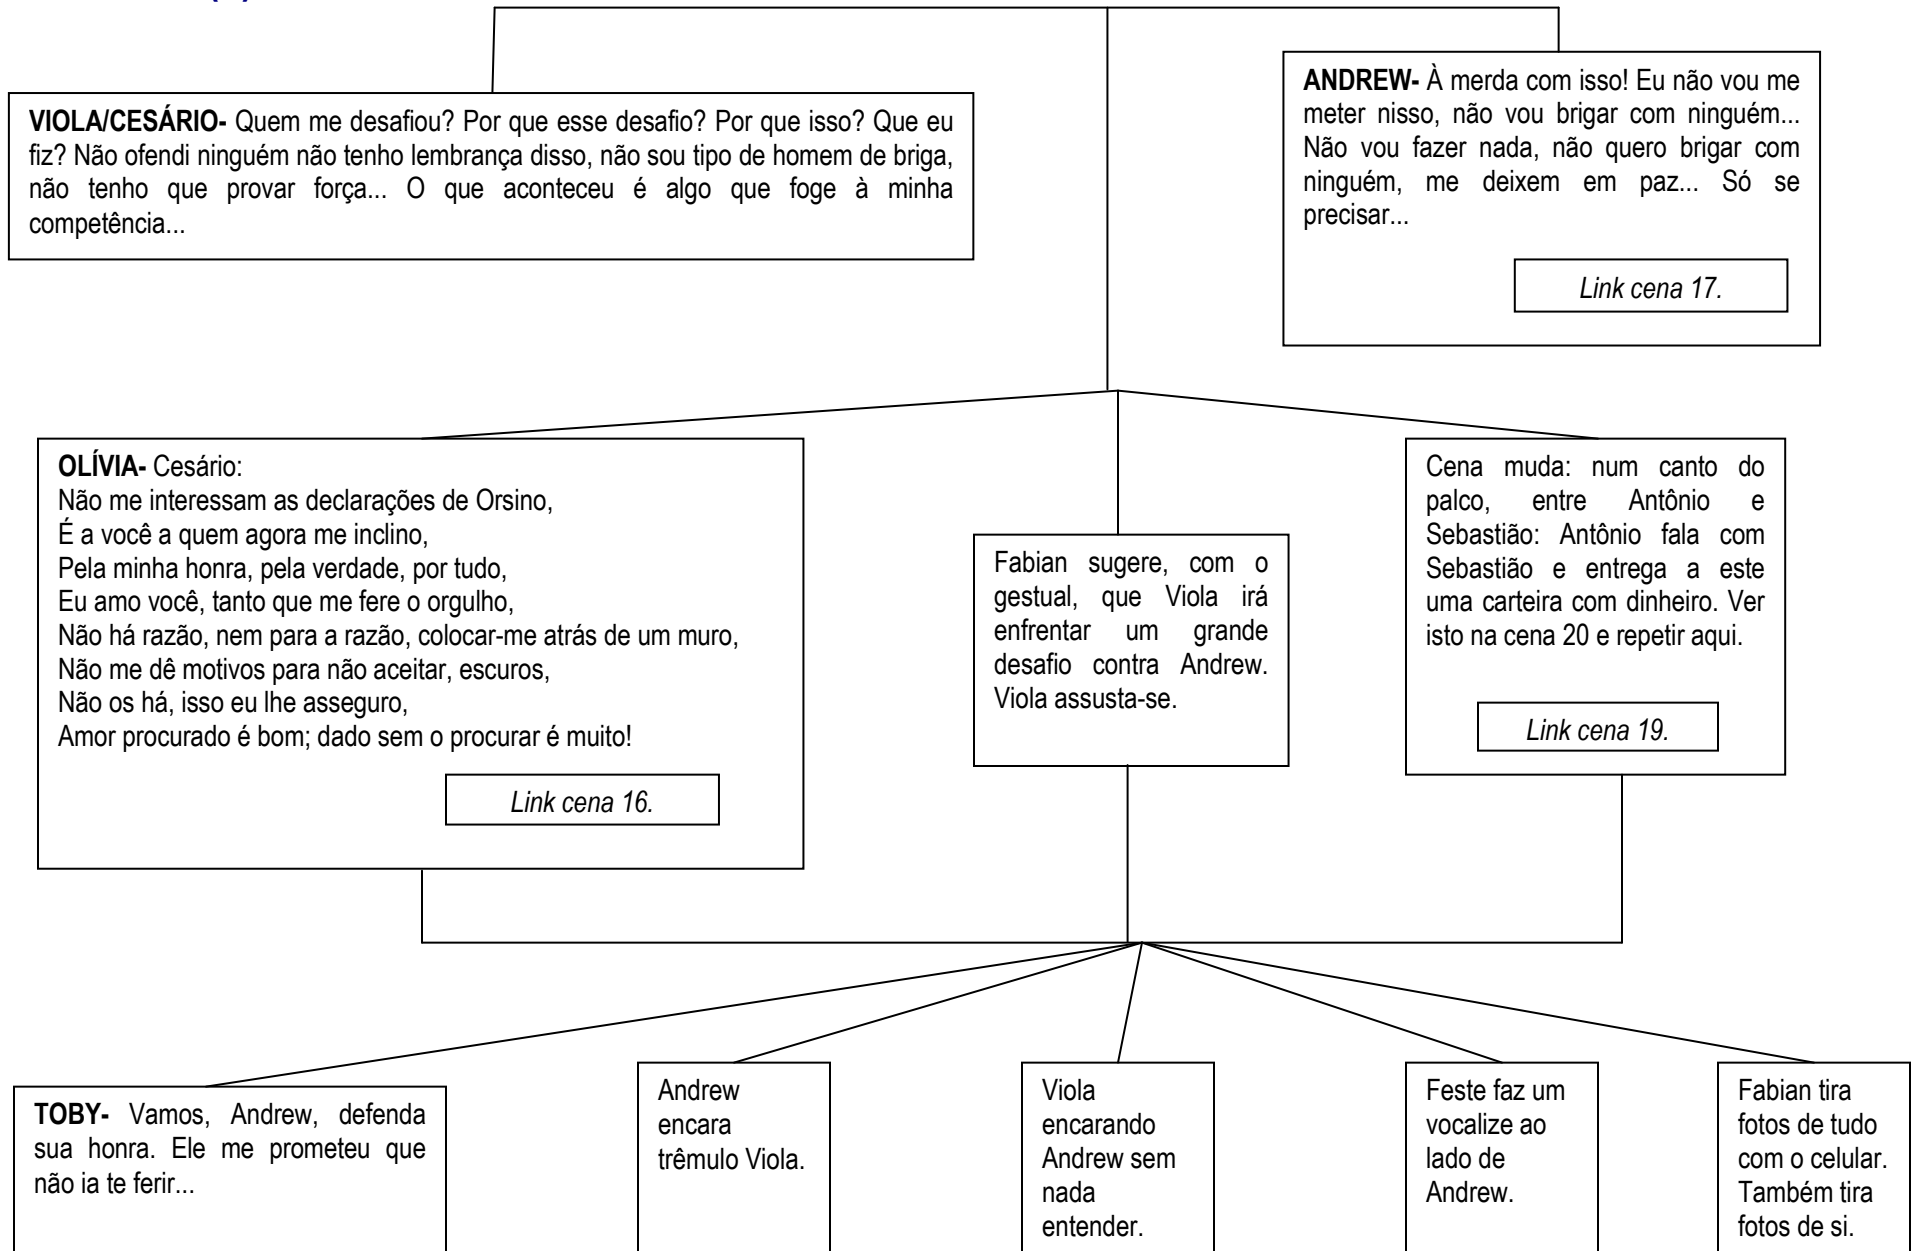 VIOLA/CESÁRIO- Quem me desafiou? Por que esse desafio? Por que isso? Que eu
fiz? Não ofendi ninguém não tenho lembrança disso, não sou tipo de homem de briga,
não tenho que provar força... O que aconteceu é algo que foge à minha
competência...
ANDREW- À merda com isso! Eu não vou me
meter nisso, não vou brigar com ninguém...
Não vou fazer nada, não quero brigar com
ninguém, me deixem em paz... Só se
precisar...
Link cena 17.
OLÍVIA- Cesário:
Não me interessam as declarações de Orsino,
É a você a quem agora me inclino,
Pela minha honra, pela verdade, por tudo,
Eu amo você, tanto que me fere o orgulho,
Não há razão, nem para a razão, colocar-me atrás de um muro,
Não me dê motivos para não aceitar, escuros,
Não os há, isso eu lhe asseguro,
Amor procurado é bom; dado sem o procurar é muito!
Link cena 16.
Fabian sugere, com o
gestual, que Viola irá
enfrentar um grande
desafio contra Andrew.
Viola assusta-se.
Cena muda: num canto do
palco, entre Antônio e
Sebastião: Antônio fala com
Sebastião e entrega a este
uma carteira com dinheiro. Ver
isto na cena 20 e repetir aqui.
Link cena 19.
TOBY- Vamos, Andrew, defenda
sua honra. Ele me prometeu que
não ia te ferir...
Andrew
encara
trêmulo Viola.
Viola
encarando
Andrew sem
nada
entender.
Feste faz um
vocalize ao
lado de
Andrew.
Fabian tira
fotos de tudo
com o celular.
Também tira
fotos de si.